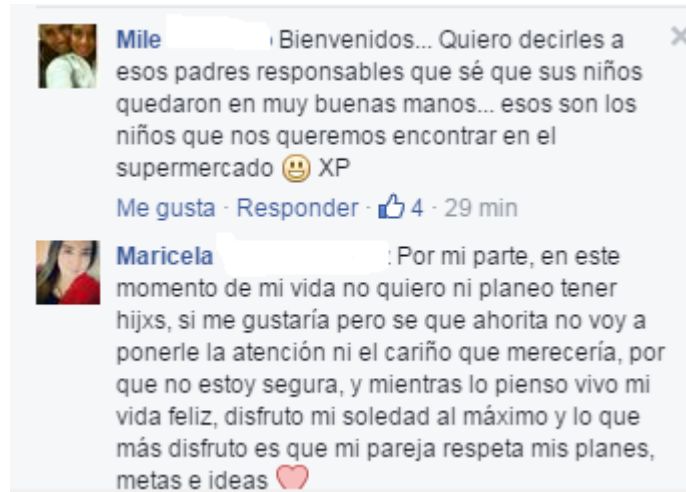 Mile Bienvenidos... Quiero decirles a
esos padres responsables que sé que sus niños
quedaron en muy buenas manos... esos son los
niños que nos queremos encontrar en el
supermercado 😃 XP
Me gusta · Responder · 👍 4 · 29 min
Maricela : Por mi parte, en este
momento de mi vida no quiero ni planeo tener
hijxs, si me gustaría pero se que ahorita no voy a
ponerle la atención ni el cariño que merecería, por
que no estoy segura, y mientras lo pienso vivo mi
vida feliz, disfruto mi soledad al máximo y lo que
más disfruto es que mi pareja respeta mis planes,
metas e ideas ❤